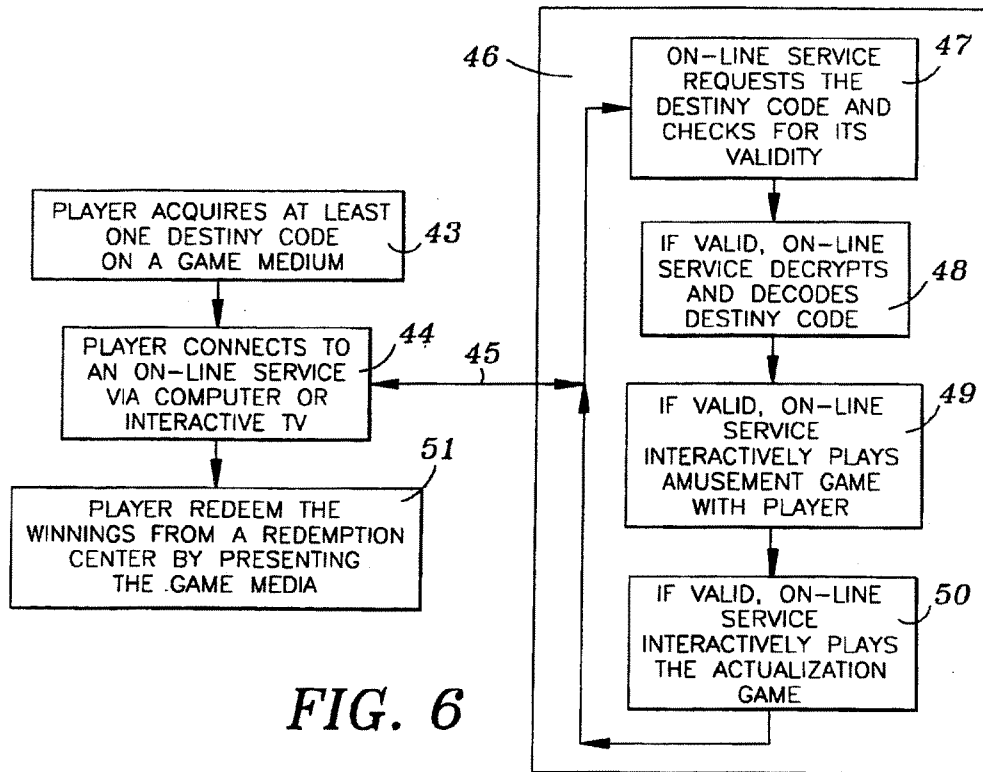 PLAYER ACQUIRES AT LEAST
ONE DESTINY CODE
ON A GAME MEDIUM
43
PLAYER CONNECTS TO
AN ON-LINE SERVICE
VIA COMPUTER OR
INTERACTIVE TV
44
45
PLAYER REDEEM THE
WINNINGS FROM A REDEMPTION
CENTER BY PRESENTING
THE GAME MEDIA
51
46
ON-LINE SERVICE
REQUESTS THE
DESTINY CODE AND
CHECKS FOR ITS
VALIDITY
47
IF VALID, ON-LINE
SERVICE DECRYPTS
AND DECODES
DESTINY CODE
48
IF VALID, ON-LINE
SERVICE
INTERACTIVELY PLAYS
AMUSEMENT GAME
WITH PLAYER
49
IF VALID, ON-LINE
SERVICE
INTERACTIVELY PLAYS
THE ACTUALIZATION
GAME
50
FIG. 6